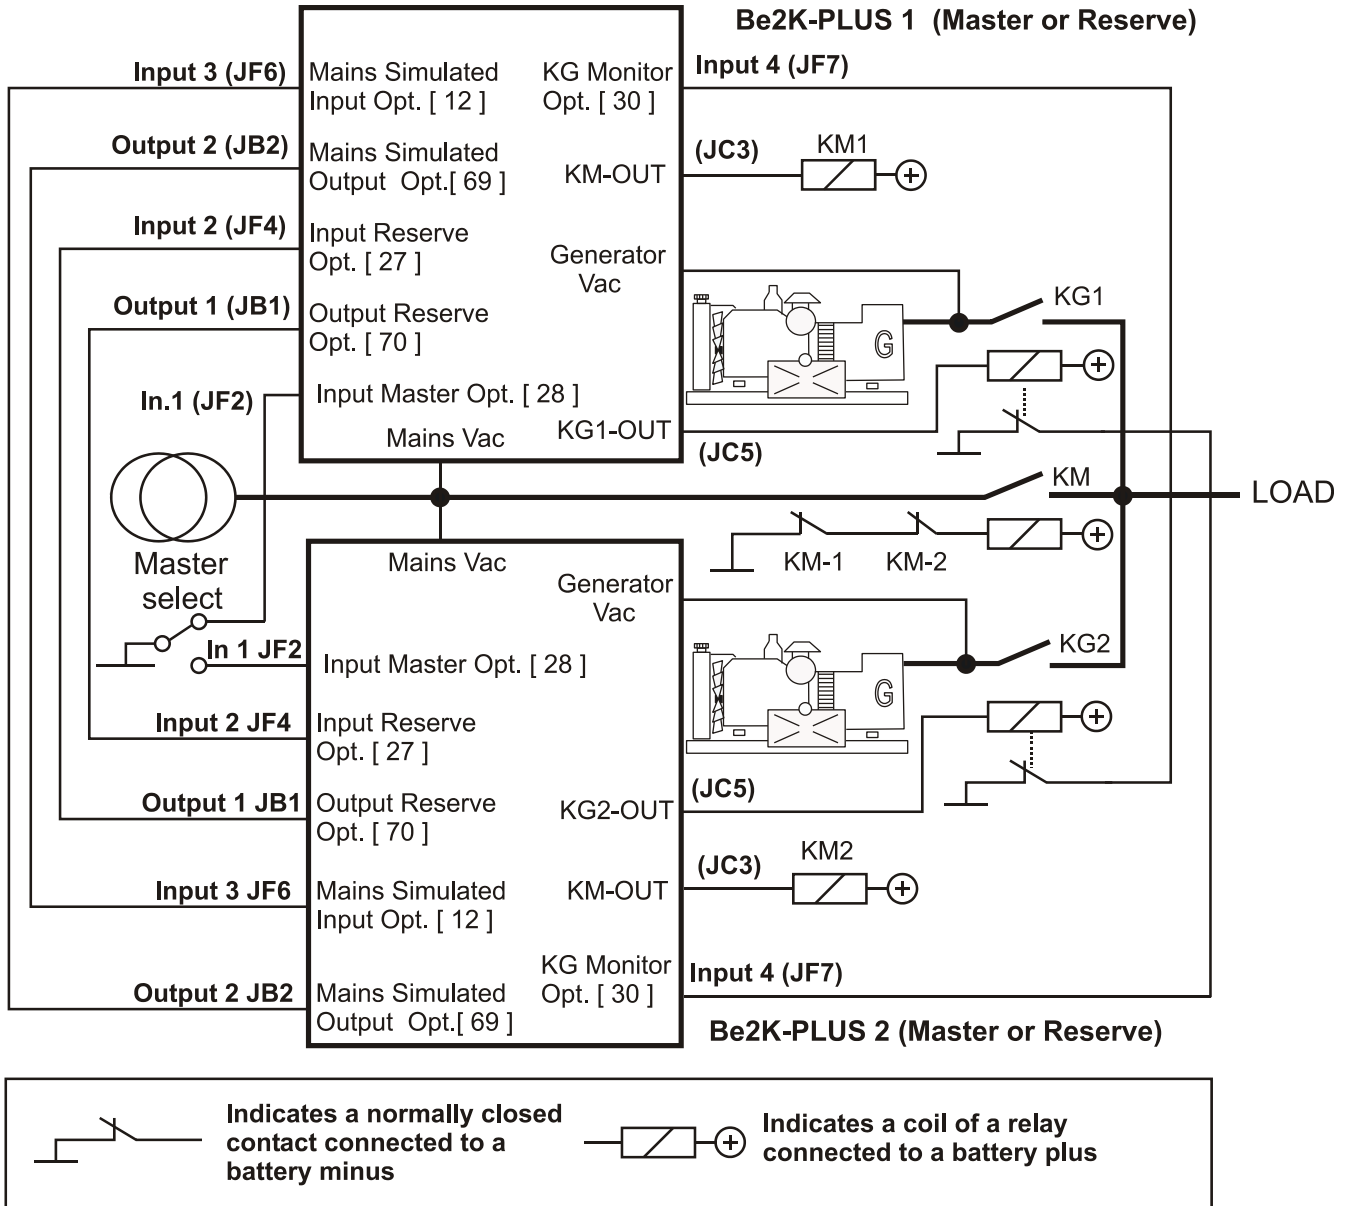 Be2K-PLUS 1 (Master or Reserve)
Input 3 (JF6)
Mains Simulated
Input Opt. [ 12 ]
KG Monitor
Opt. [ 30 ]
Input 4 (JF7)
Output 2 (JB2)
Mains Simulated
Output Opt.[ 69 ]
KM-OUT
(JC3)
KM1
Input 2 (JF4)
Input Reserve
Opt. [ 27 ]
Generator
Vac
Output 1 (JB1)
Output Reserve
Opt. [ 70 ]
G
KG1
In.1 (JF2)
Input Master Opt. [ 28 ]
Mains Vac
KG1-OUT
(JC5)
KM
LOAD
KM-1
KM-2
Master
select
Mains Vac
Generator
Vac
In 1 JF2
Input Master Opt. [ 28 ]
G
KG2
Input 2 JF4
Input Reserve
Opt. [ 27 ]
Output 1 JB1
Output Reserve
Opt. [ 70 ]
KG2-OUT
(JC5)
Input 3 JF6
Mains Simulated
Input Opt. [ 12 ]
KM-OUT
(JC3)
KM2
Output 2 JB2
Mains Simulated
Output Opt.[ 69 ]
KG Monitor
Opt. [ 30 ]
Input 4 (JF7)
Be2K-PLUS 2 (Master or Reserve)
Indicates a normally closed
contact connected to a
battery minus
Indicates a coil of a relay
connected to a battery plus